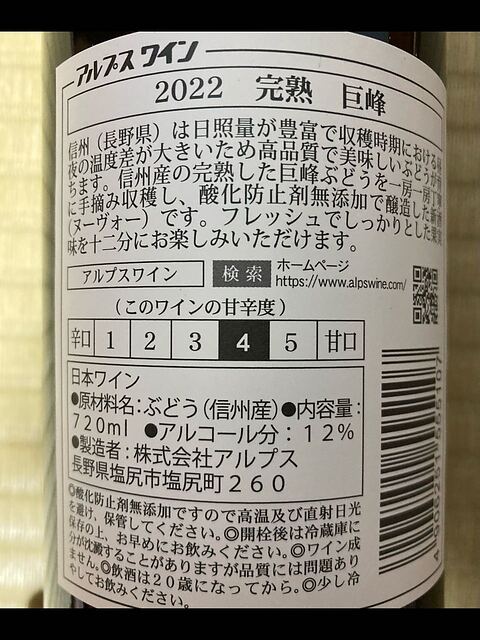 アルプス ワイン
2022 完熟 巨峰
信州（長野県）は日照量が豊富で収穫時期における昼
夜の温度差が大きいため高品質で美味しいぶどうが育
ちます。信州産の完熟した巨峰ぶどうを一房一房丁寧
に手摘み収穫し、酸化防止剤無添加で醸造した新酒
（ヌーヴォー）です。フレッシュでしっかりとした果実
味を十二分にお楽しみいただけます。
アルプスワイン 検索 ホームページ
https://www.alpswine.com/
（このワインの甘辛度）
辛口 1 2 3 4 5 甘口
日本ワイン
●原材料名：ぶどう（信州産）●内容量：
720ml ●アルコール分：12%
●製造者：株式会社アルプス
長野県塩尻市塩尻町260
◎酸化防止剤無添加ですので高温及び直射日光
を避け、保管してください。◎開栓後は冷蔵庫に
保存の上、お早めにお飲みください。◎ワイン成
分が沈澱することがありますが品質には問題あり
ません。◎飲酒は20歳になってから。◎少し冷
やしてお飲みください。